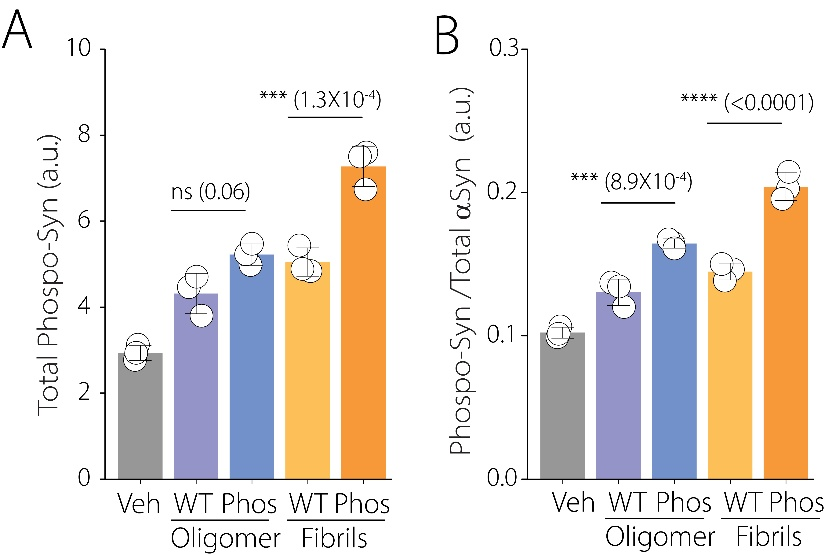 A
Total Phospo-Syn (a.u.)
10
8
6
4
2
0
ns (0.06)
*** (1.3X10-4)
Veh WT Phos WT Phos
Oligomer Fibrils
B
Phospo-Syn /Total αSyn (a.u.)
0.3
0.2
0.1
0.0
*** (8.9X10-4)
**** (<0.0001)
Veh WT Phos WT Phos
Oligomer Fibrils